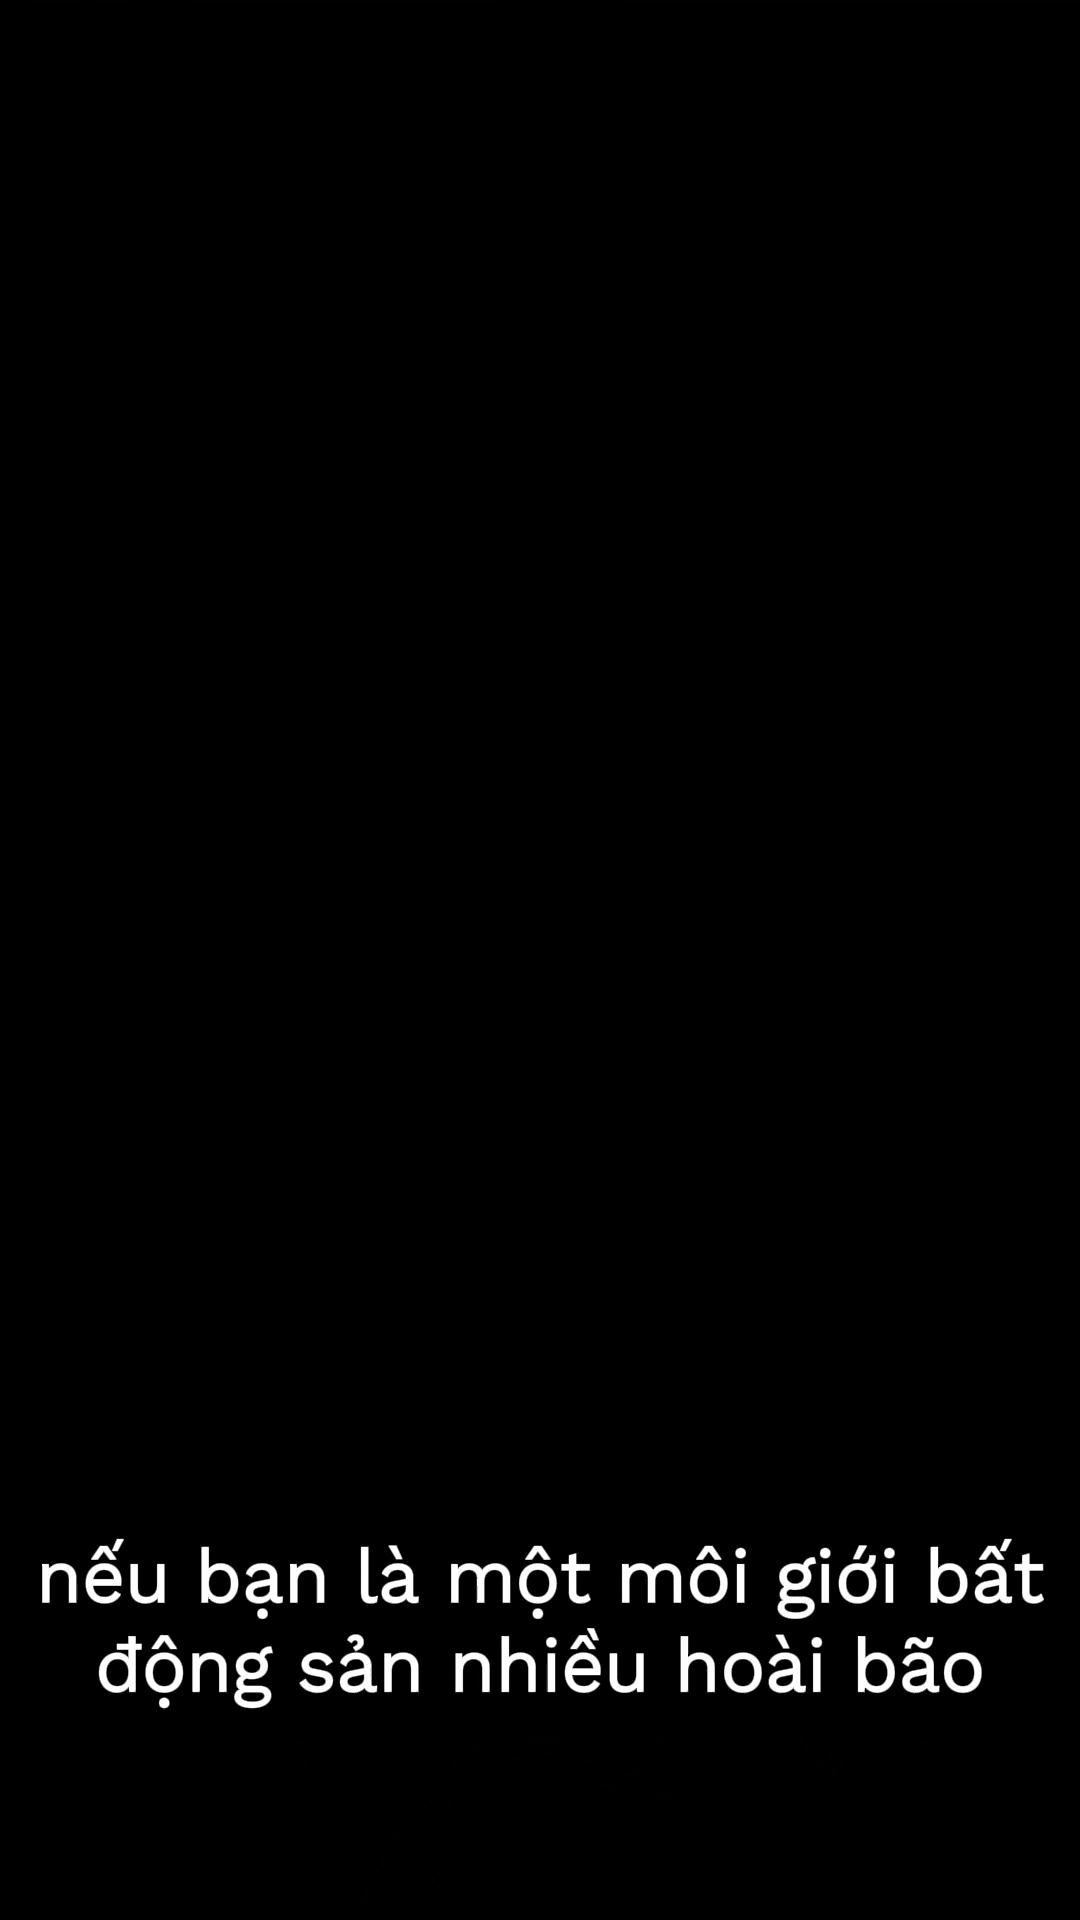 nếu bạn là một môi giới bất
động sản nhiều hoài bão